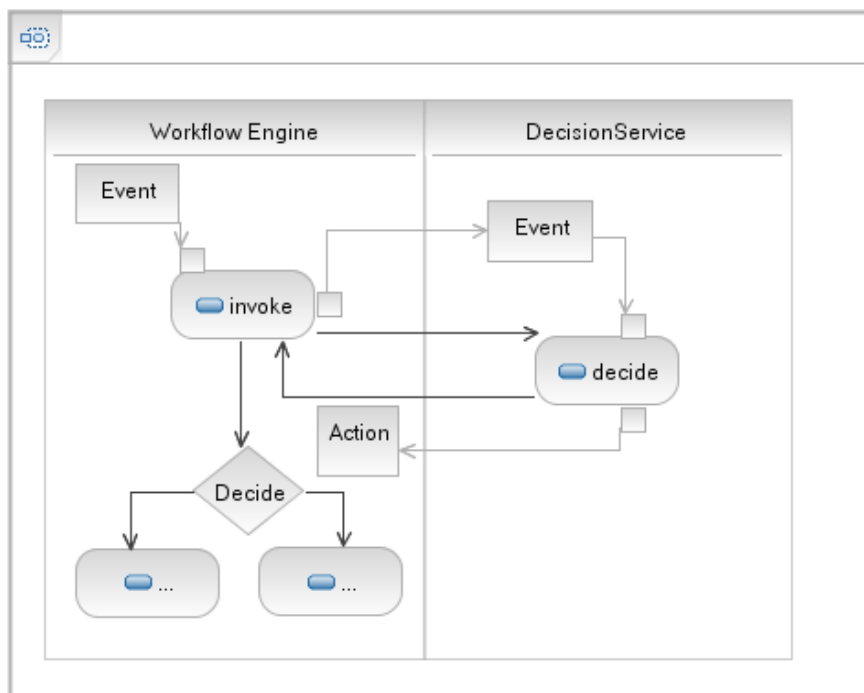 Workflow Engine
DecisionService
Event
Event
invoke
decide
Action
Decide
...
...